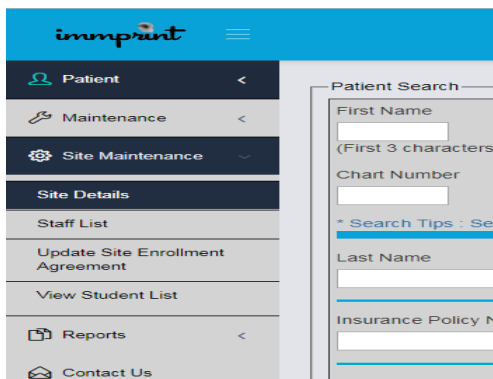 immprint
Patient
Maintenance
Site Maintenance
Site Details
Staff List
Update Site Enrollment
Agreement
View Student List
Reports
Contact Us
Patient Search
First Name
(First 3 characters
Chart Number
* Search Tips : Se
Last Name
Insurance Policy N